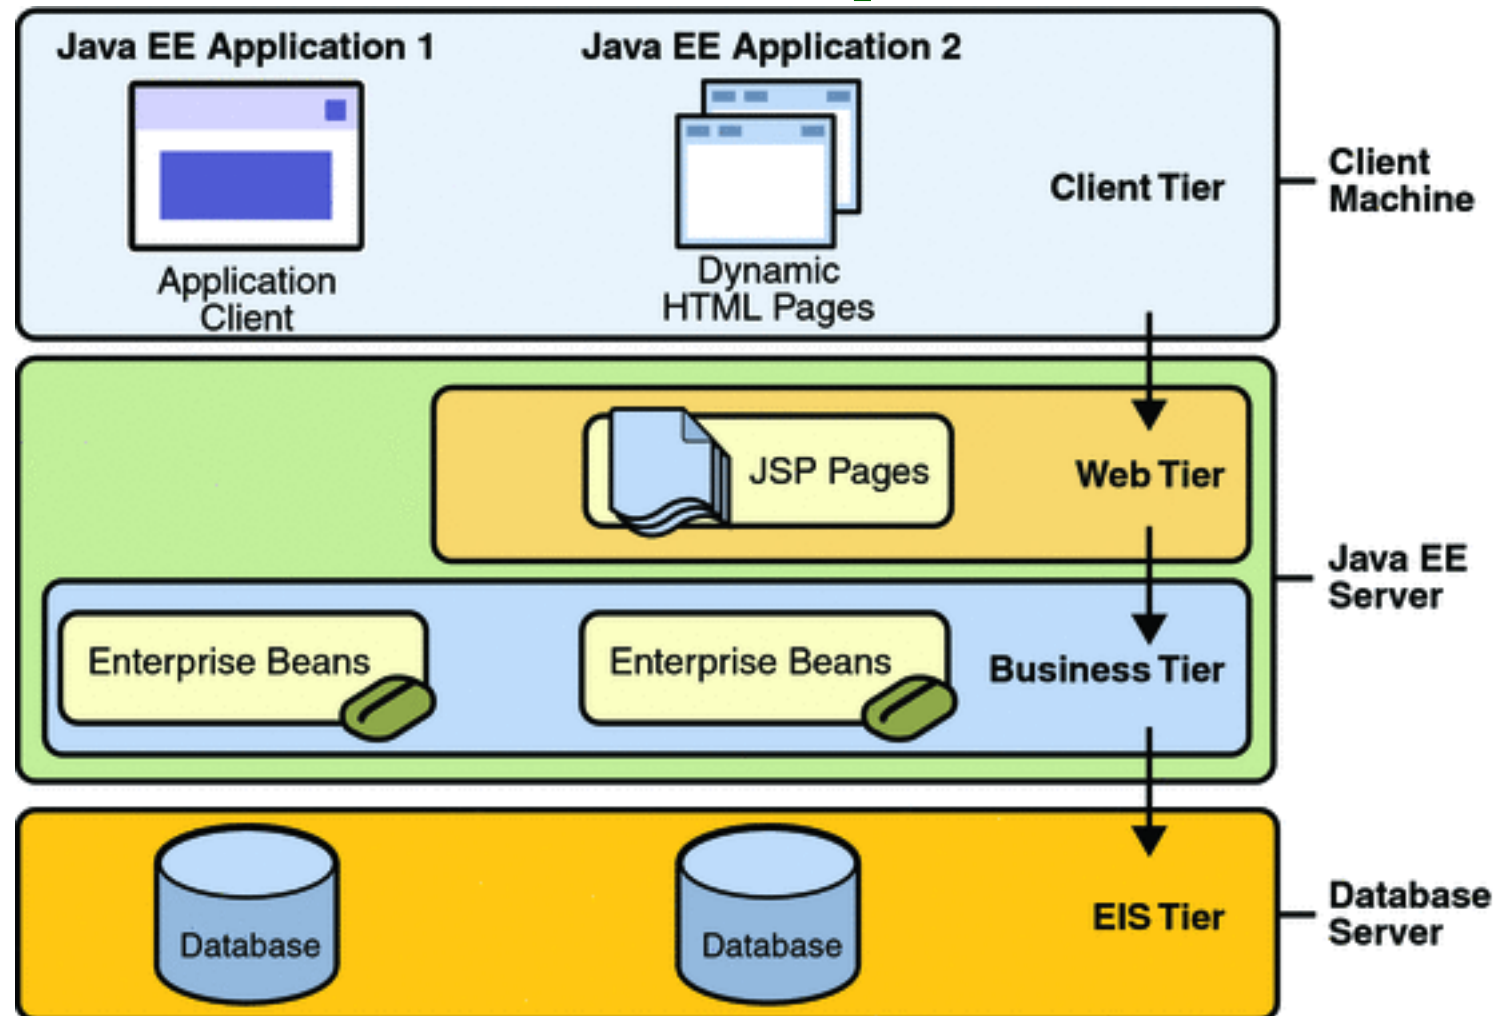 Java EE Application 1
Java EE Application 2
Application
Client
Dynamic
HTML Pages
Client Tier
Client
Machine
JSP Pages
Web Tier
Java EE
Server
Enterprise Beans
Enterprise Beans
Business Tier
Database
Database
EIS Tier
Database
Server